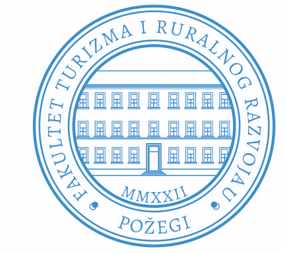 FAKULTET TURIZMA I RURALNOG RAZVOJA U
POŽEGI
MMXXII